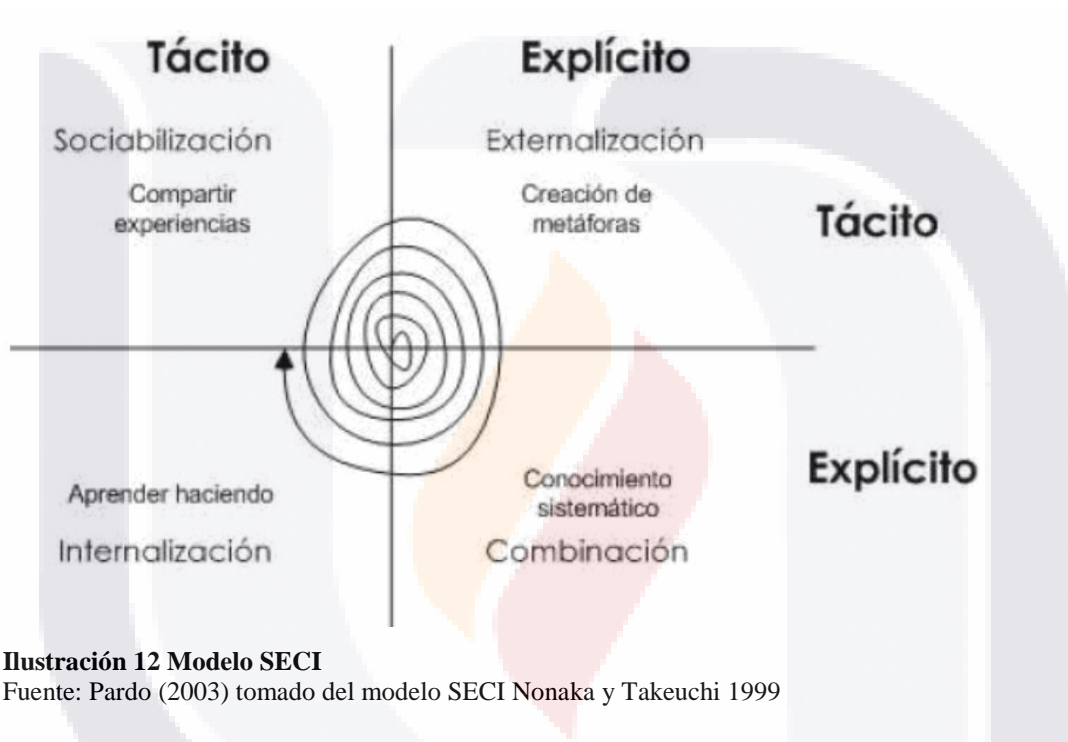 Tácito
Explícito
Sociabilización
Externalización
Compartir
experiencias
Creación de
metáforas
Tácito
Aprender haciendo
Conocimiento
sistemático
Explícito
Internalización
Combinación
Ilustración 12 Modelo SECI
Fuente: Pardo (2003) tomado del modelo SECI Nonaka y Takeuchi 1999